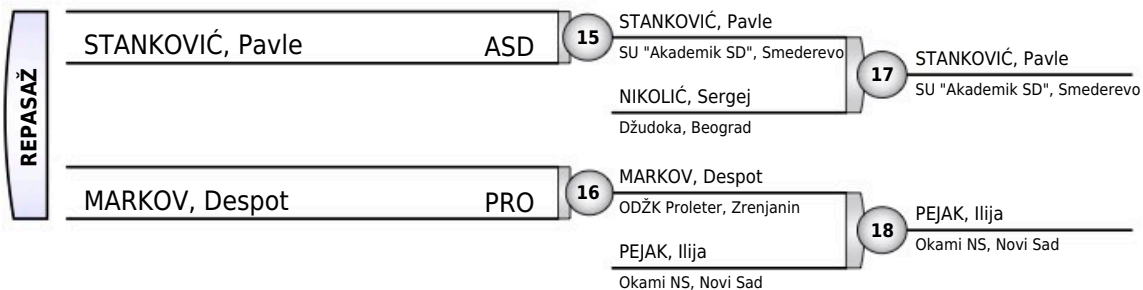 REPASAŽ
STANKOVIĆ, Pavle ASD
15
STANKOVIĆ, Pavle
SU "Akademik SD", Smederevo
NIKOLIĆ, Sergej
Džudoka, Beograd
17
STANKOVIĆ, Pavle
SU "Akademik SD", Smederevo
MARKOV, Despot PRO
16
MARKOV, Despot
ODŽK Proleter, Zrenjanin
PEJAK, Ilija
Okami NS, Novi Sad
18
PEJAK, Ilija
Okami NS, Novi Sad